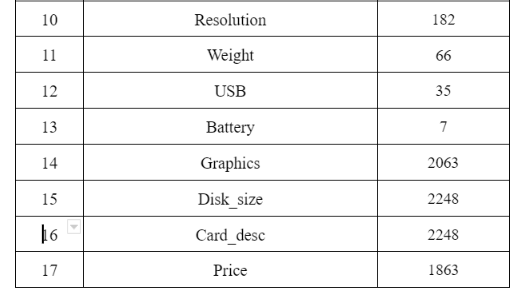 10 Resolution 182
11 Weight 66
12 USB 35
13 Battery 7
14 Graphics 2063
15 Disk_size 2248
16 Card_desc 2248
17 Price 1863